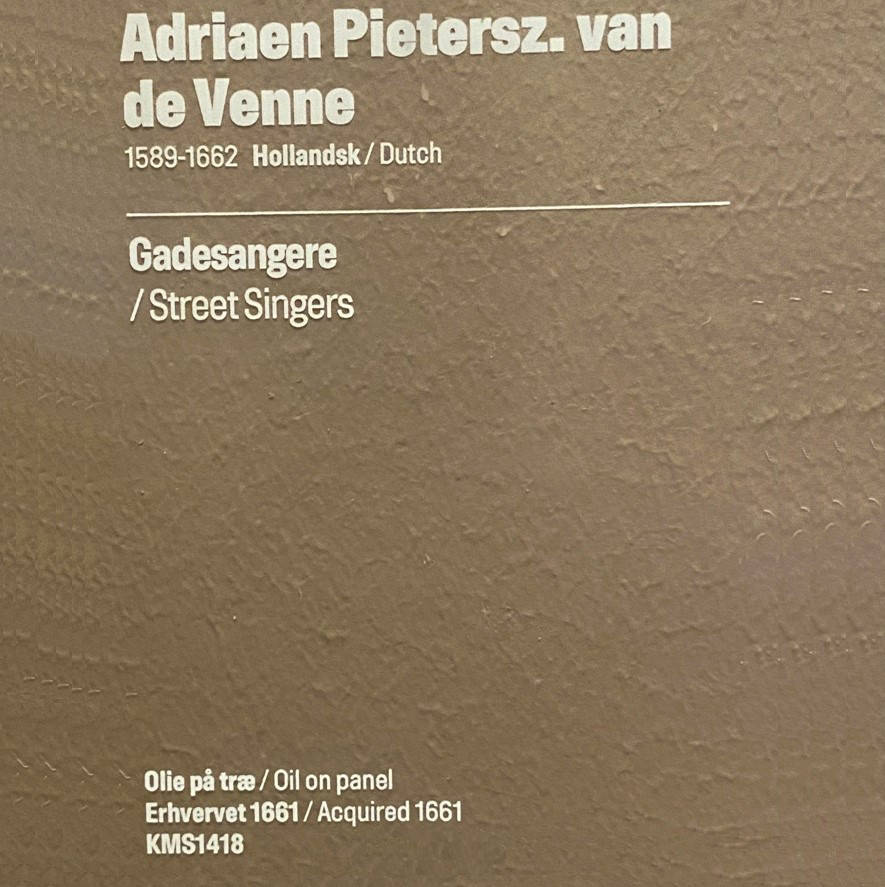 Adriaen Pietersz. van
de Venne
1589-1662 Hollandsk / Dutch
Gadesangere
/ Street Singers
Olie på træ / Oil on panel
Erhvervet 1661 / Acquired 1661
KMS1418